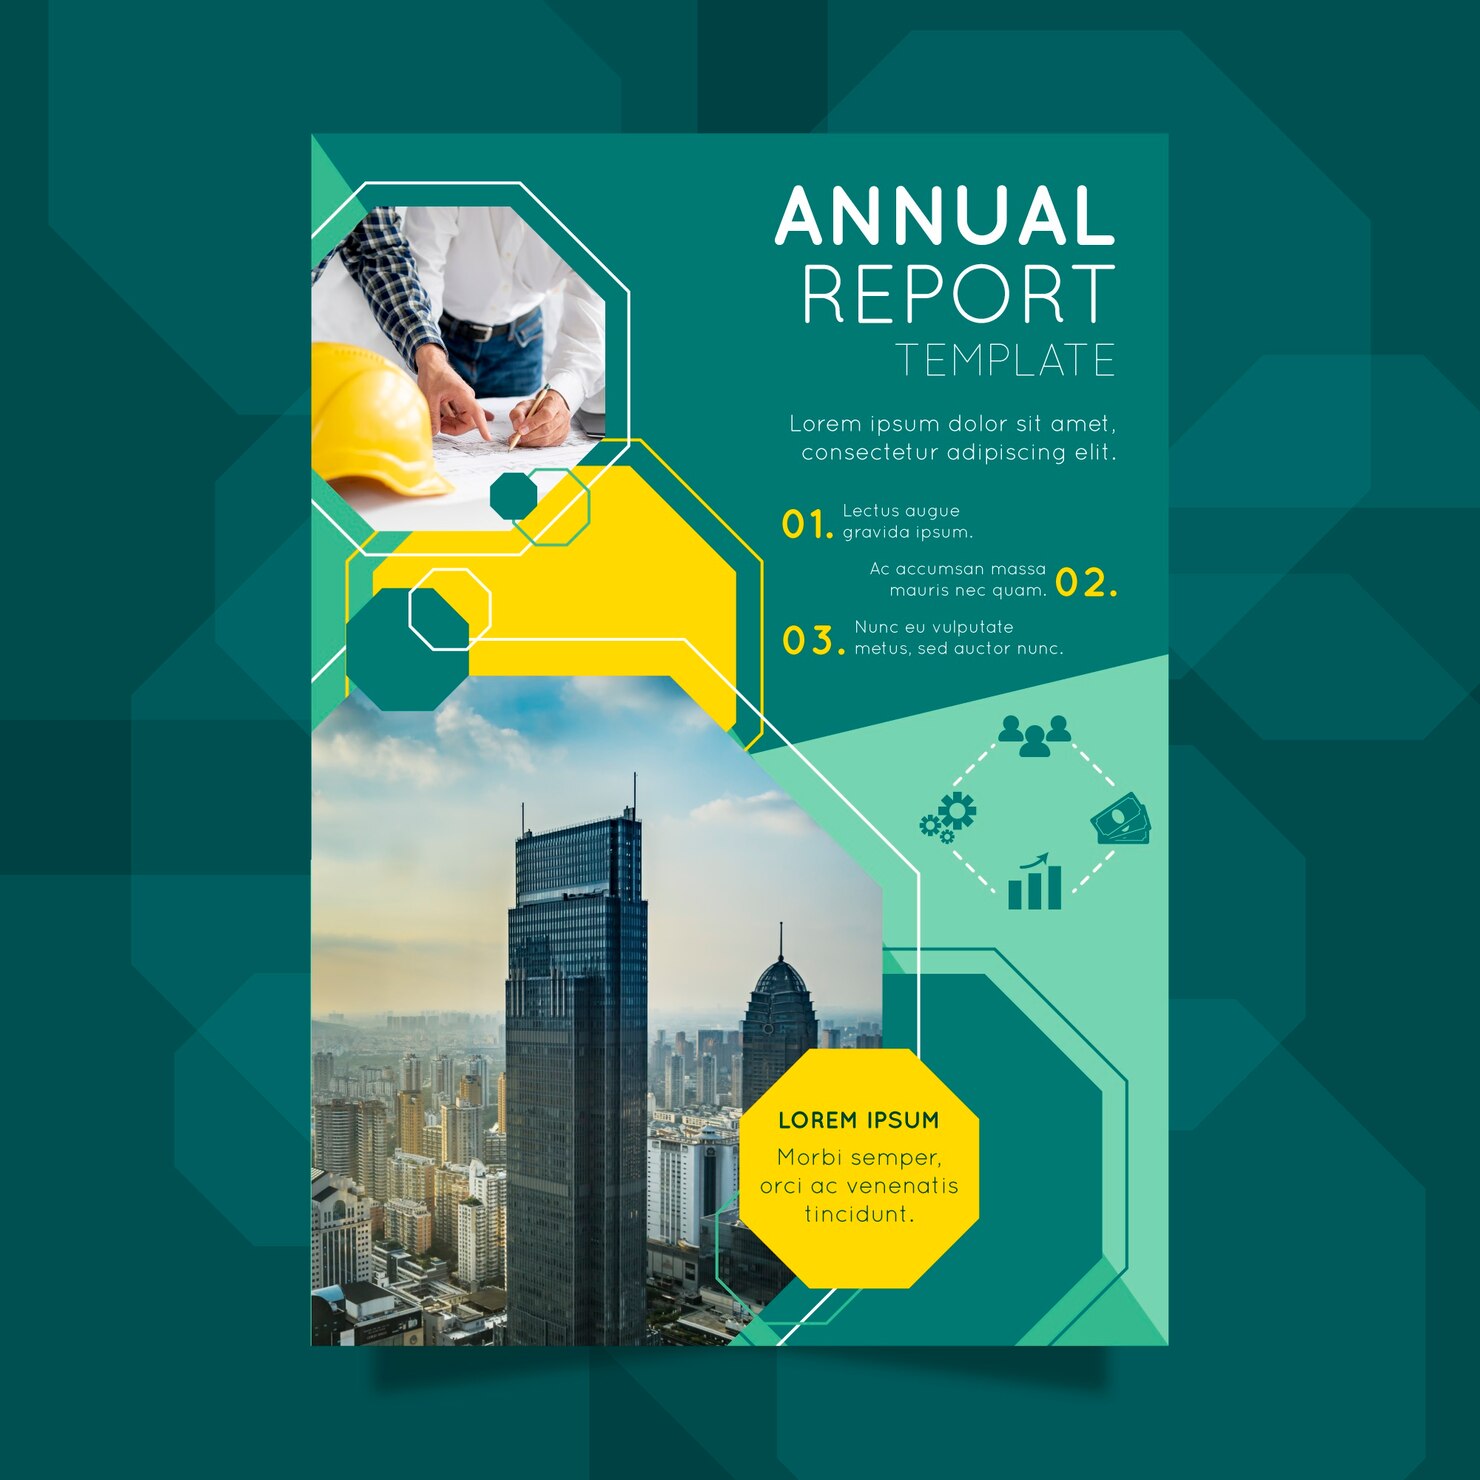 ANNUAL
REPORT
TEMPLATE
Lorem ipsum dolor sit amet,
consectetur adipiscing elit.
01. Lectus augue
gravida ipsum.
Ac accumsan massa
mauris nec quam. 02.
03. Nunc eu vulputate
metus, sed auctor nunc.
LOREM IPSUM
Morbi semper,
orci ac venenatis
tincidunt.